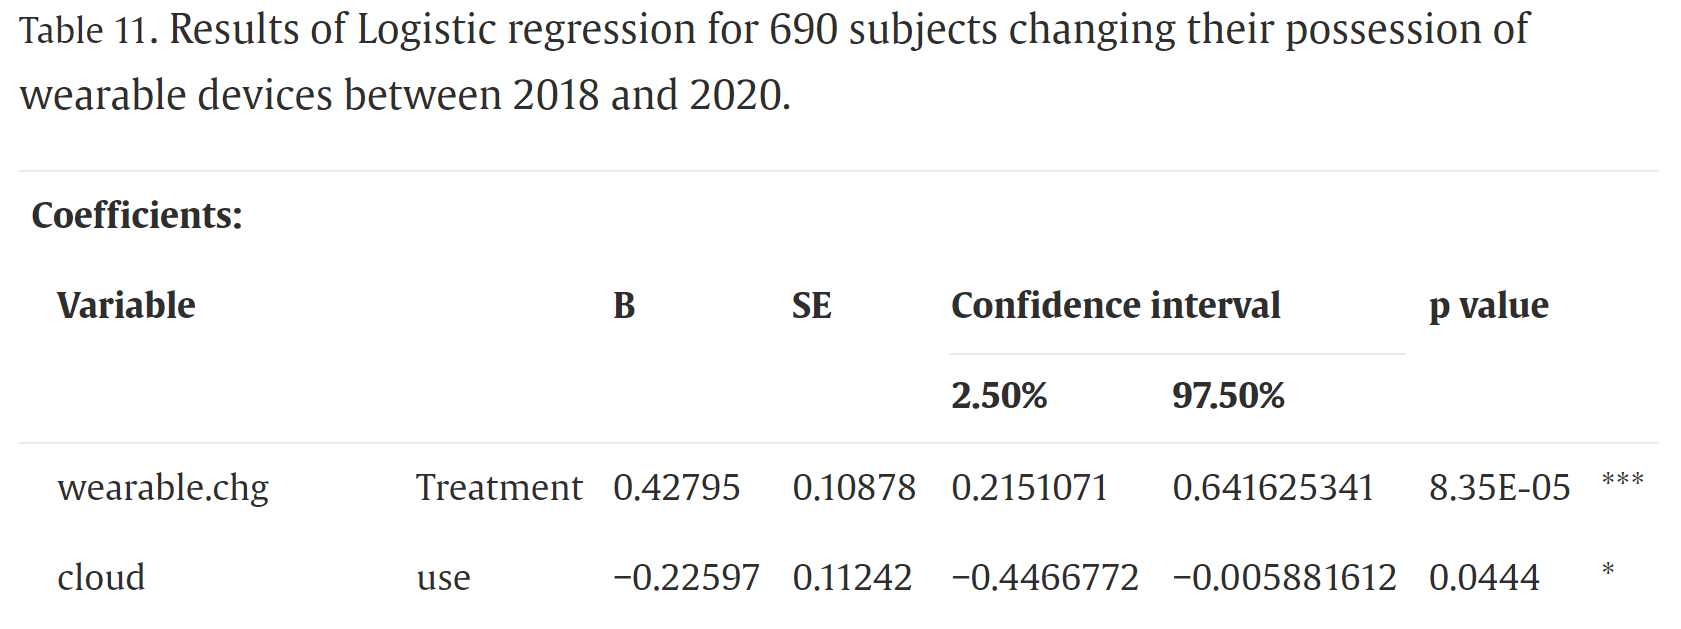 Table 11. Results of Logistic regression for 690 subjects changing their possession of
wearable devices between 2018 and 2020.
Coefficients:
Variable B SE Confidence interval p value
2.50% 97.50%
wearable.chg Treatment 0.42795 0.10878 0.2151071 0.641625341 8.35E-05 ***
cloud use −0.22597 0.11242 −0.4466772 −0.005881612 0.0444 *